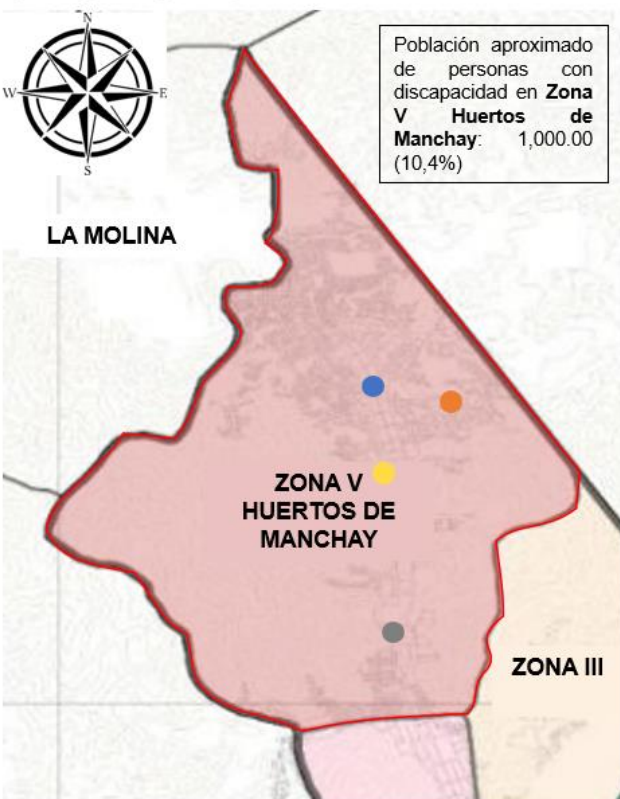 N
W
E
S
Población aproximado
de personas con
discapacidad en Zona
V Huertos de
Manchay: 1,000.00
(10,4%)
LA MOLINA
ZONA V
HUERTOS DE
MANCHAY
ZONA III